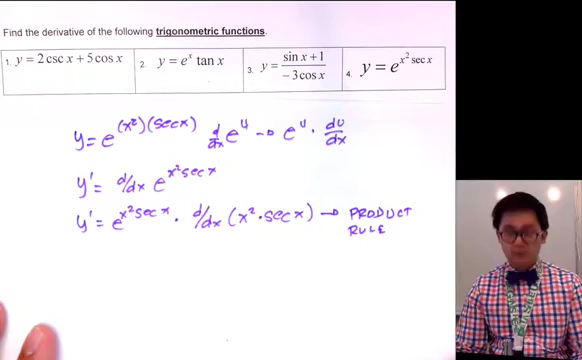 Find the derivative of the following trigonometric functions.
1. y = 2 csc x + 5 cos x
2. y = eˣ tan x
3. y = (sin x + 1) / (−3 cos x)
4. y = e^(x² sec x)
y = e^((x²)(sec x)) d/dx e^u → e^u · du/dx
y' = d/dx e^(x² sec x)
y' = e^(x² sec x) · d/dx (x² · sec x) → PRODUCT
RULE